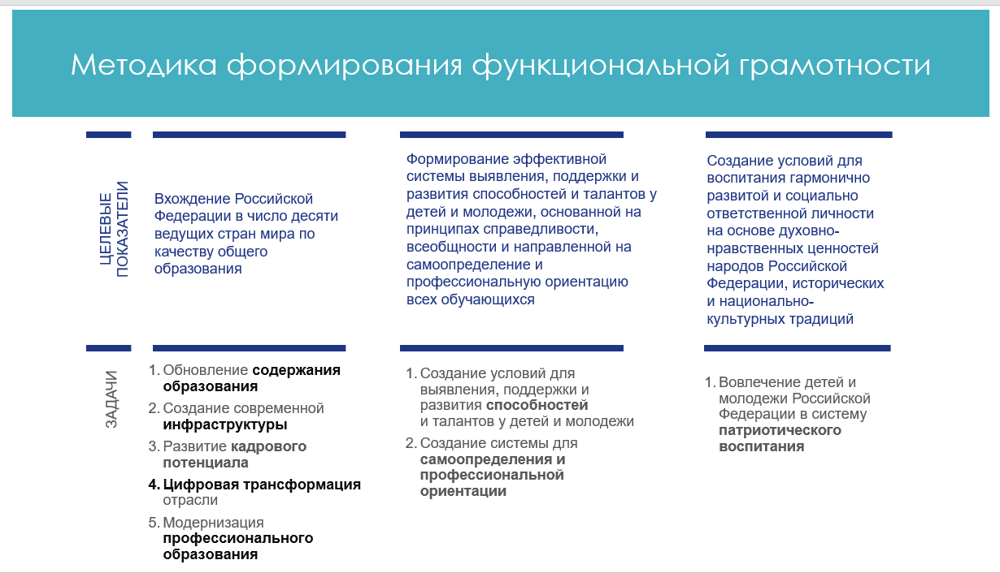 Методика формирования функциональной грамотности
ЦЕЛЕВЫЕ
ПОКАЗАТЕЛИ
Вхождение Российской
Федерации в число десяти
ведущих стран мира по
качеству общего
образования
Формирование эффективной
системы выявления, поддержки и
развития способностей и талантов у
детей и молодежи, основанной на
принципах справедливости,
всеобщности и направленной на
самоопределение и
профессиональную ориентацию
всех обучающихся
Создание условий для
воспитания гармонично
развитой и социально
ответственной личности
на основе духовно-
нравственных ценностей
народов Российской
Федерации, исторических
и национально-
культурных традиций
ЗАДАЧИ
1. Обновление содержания
образования
2. Создание современной
инфраструктуры
3. Развитие кадрового
потенциала
4. Цифровая трансформация
отрасли
5. Модернизация
профессионального
образования
1. Создание условий для
выявления, поддержки и
развития способностей
и талантов у детей и молодежи
2. Создание системы для
самоопределения и
профессиональной
ориентации
1. Вовлечение детей и
молодежи Российской
Федерации в систему
патриотического
воспитания